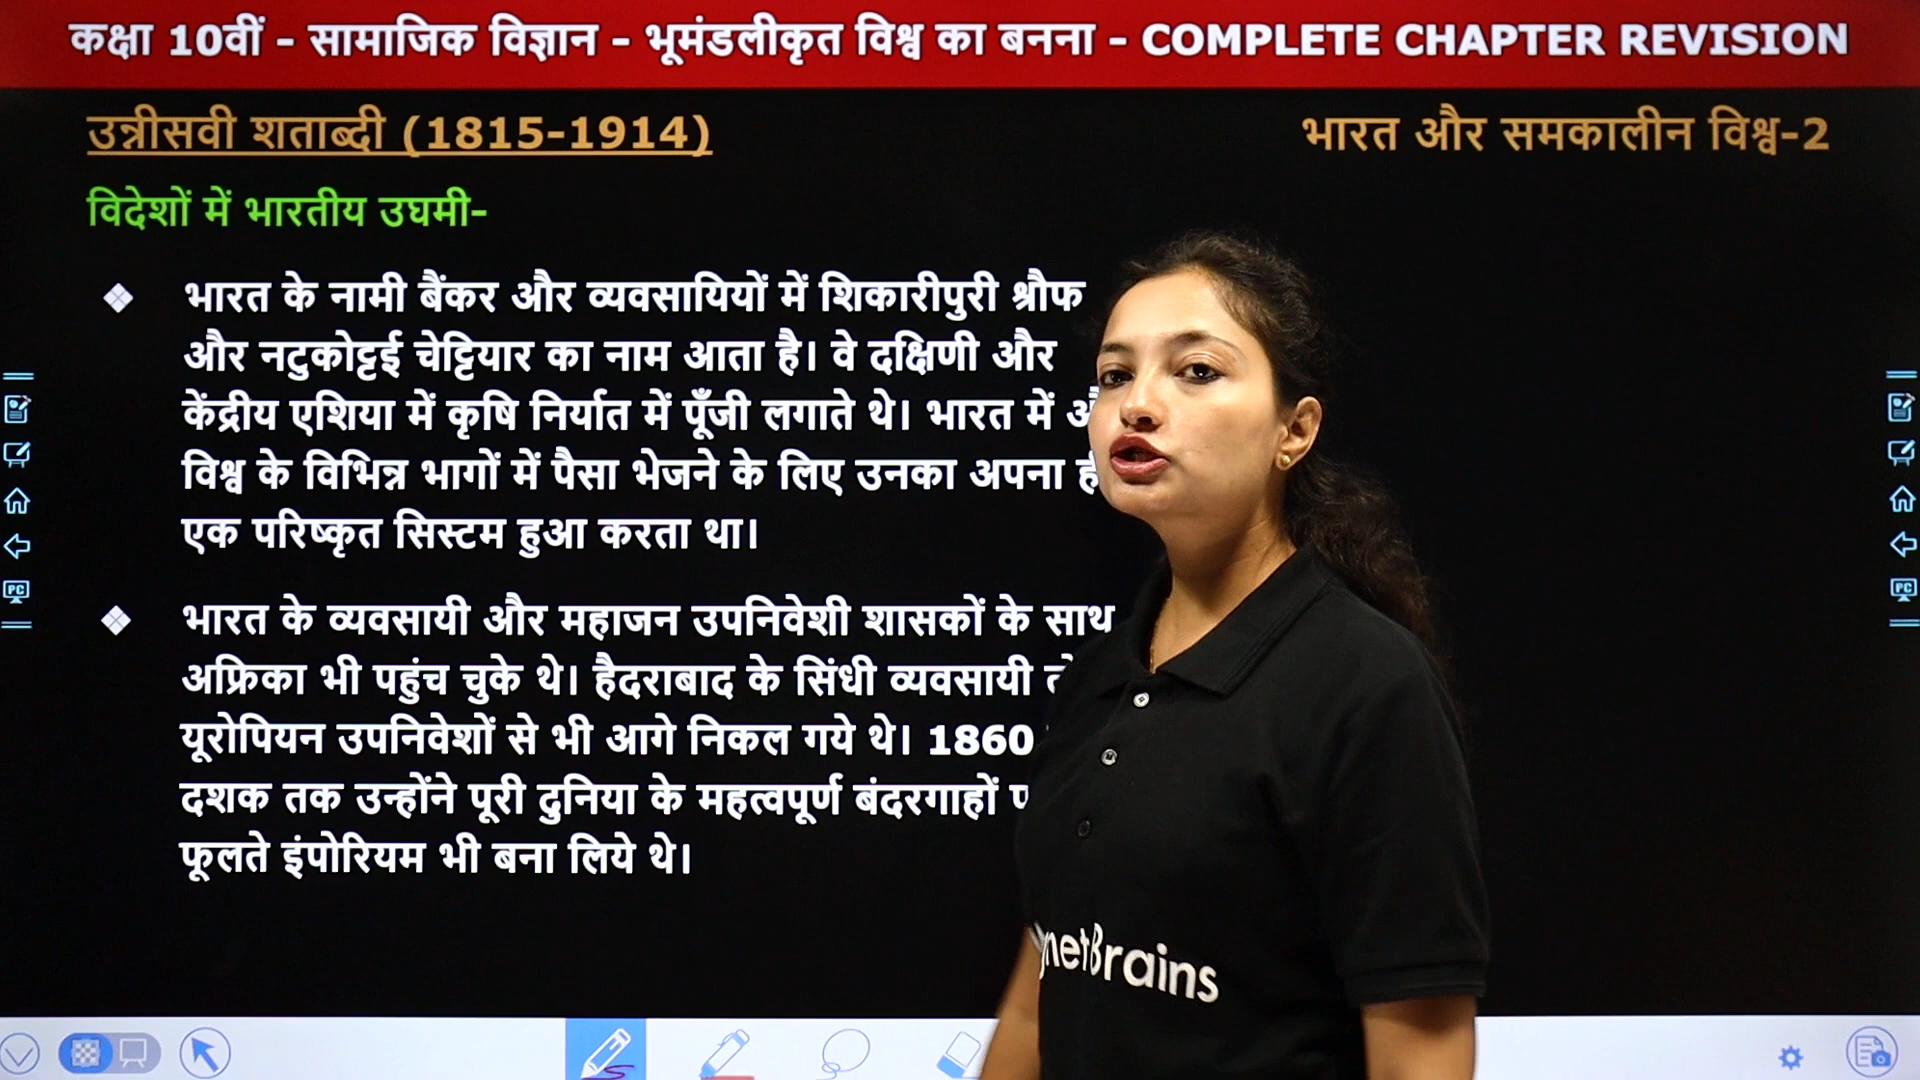 कक्षा 10वीं - सामाजिक विज्ञान - भूमंडलीकृत विश्व का बनना - COMPLETE CHAPTER REVISION
उन्नीसवी शताब्दी (1815-1914)
भारत और समकालीन विश्व-2
विदेशों में भारतीय उघमी-
भारत के नामी बैंकर और व्यवसायियों में शिकारीपुरी श्रौफ
और नटुकोट्टई चेट्टियार का नाम आता है। वे दक्षिणी और
केंद्रीय एशिया में कृषि निर्यात में पूँजी लगाते थे। भारत में
विश्व के विभिन्न भागों में पैसा भेजने के लिए उनका अपना
एक परिष्कृत सिस्टम हुआ करता था।
भारत के व्यवसायी और महाजन उपनिवेशी शासकों के साथ
अफ्रिका भी पहुंच चुके थे। हैदराबाद के सिंधी व्यवसायी
यूरोपियन उपनिवेशों से भी आगे निकल गये थे। 1860
दशक तक उन्होंने पूरी दुनिया के महत्वपूर्ण बंदरगाहों
फूलते इंपोरियम भी बना लिये थे।
PC
PC
netBrains